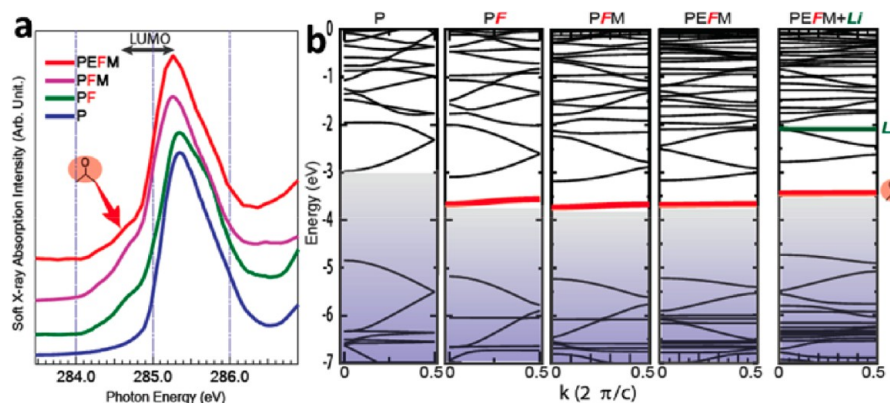 a
LUMO
PEFM
PFM
PF
P
O
Soft X-ray Absorption Intensity (Arb. Unit.)
284.0 285.0 286.0
Photon Energy (eV)
b
P PF PFM PEFM PEFM+Li
0
-1
-2
-3
-4
-5
-6
-7
Energy (eV)
L
0 0.5 0 0.5 0 0.5 0 0.5 0 0.5
k (2 π/c)